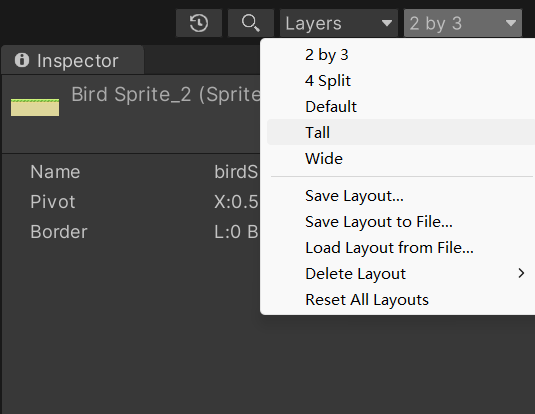 Layers
2 by 3
Inspector
Bird Sprite_2 (Sprite
Name
birdS
Pivot
X:0.5
Border
L:0 B
2 by 3
4 Split
Default
Tall
Wide
Save Layout...
Save Layout to File...
Load Layout from File...
Delete Layout
Reset All Layouts